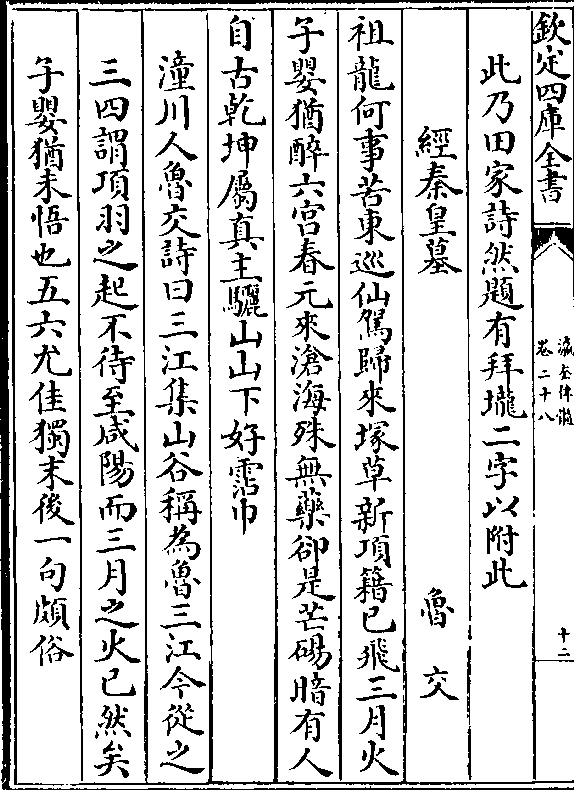 欽定四庫全書
瀛奎律髓
卷二十八
十二
此乃田家詩然題有拜壠二字以附此
經秦皇墓　魯交
祖龍何事苦東巡仙駕歸來塚草新項籍已飛三月火
子嬰猶醉六宮春元來滄海殊無藥卻是芒碭暗有人
自古乾坤屬真主驪山山下好霑巾
潼川人魯交詩曰三江集山谷稱為魯三江今從之
三四謂項羽之起不待至咸陽而三月之火已然矣
子嬰猶未悟也五六尤佳獨末後一句頗俗